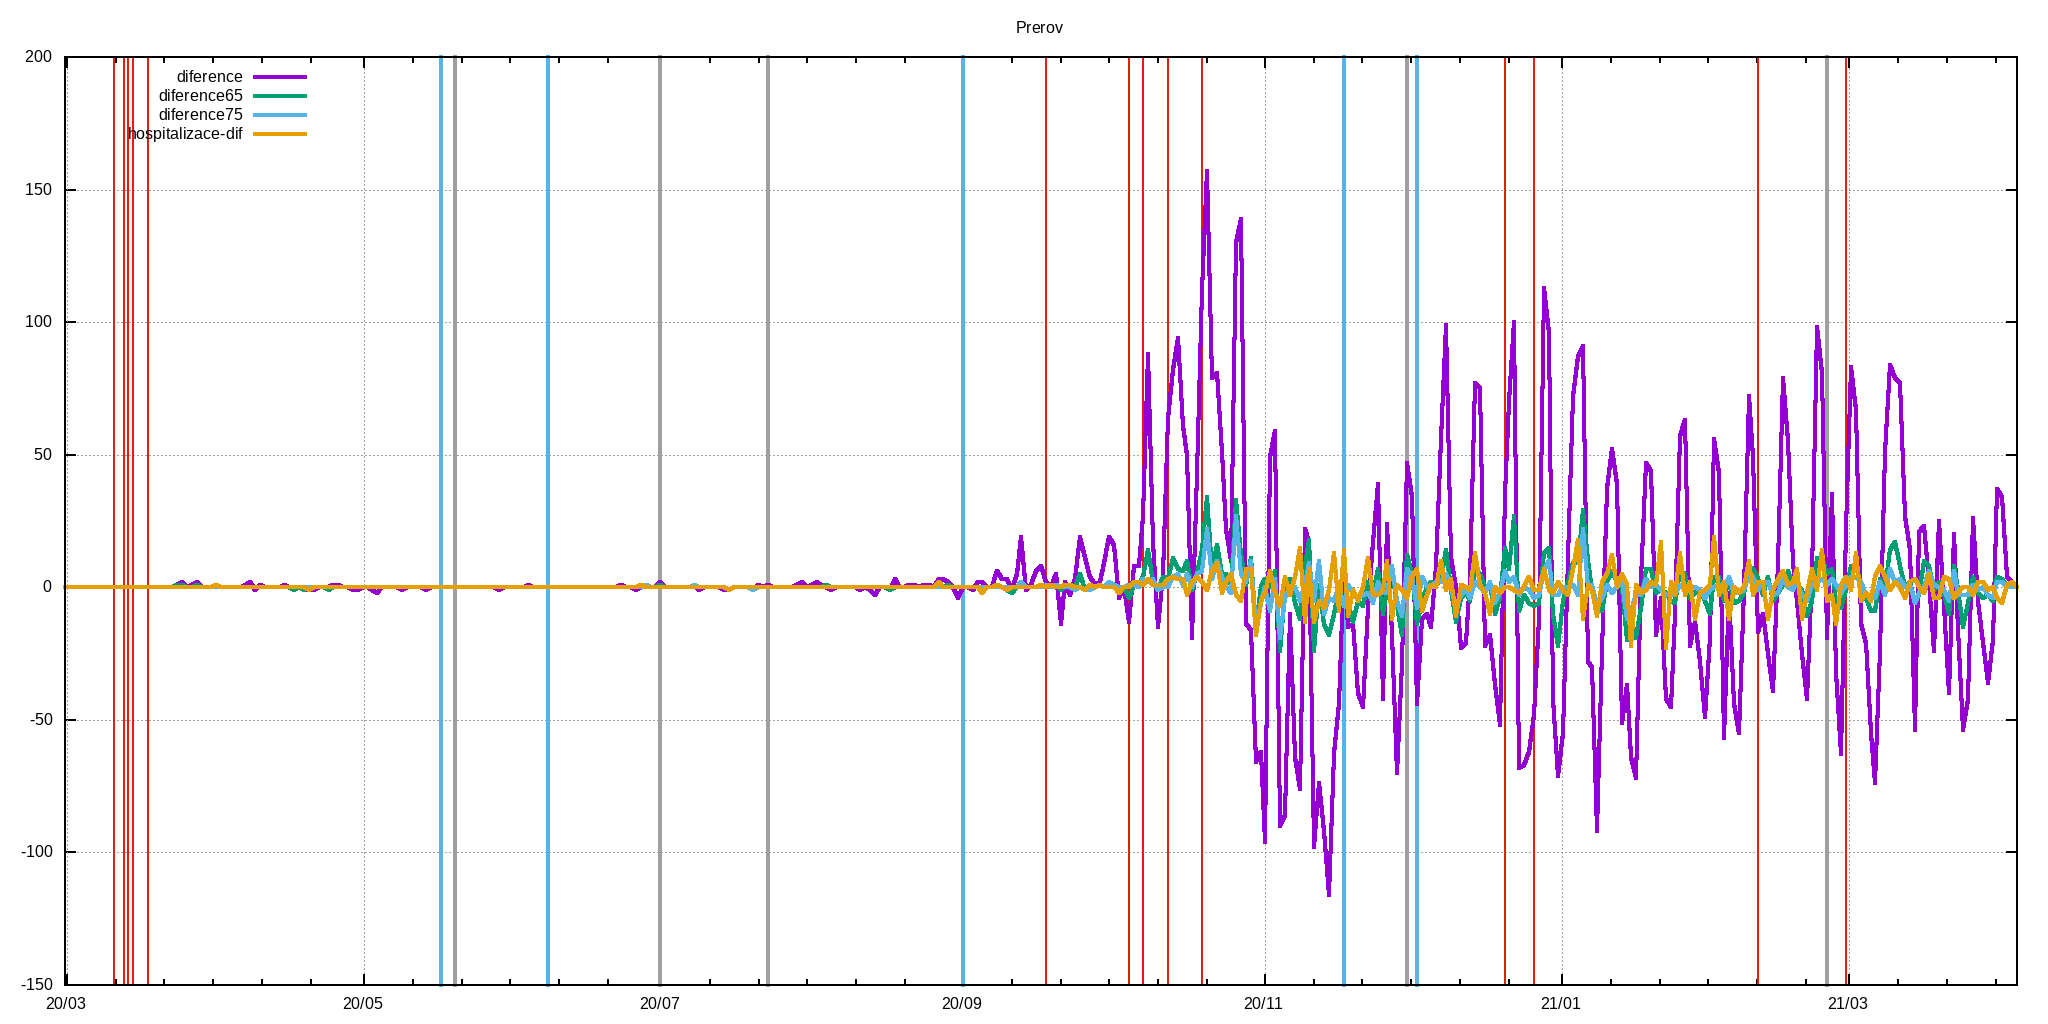 Prerov
200
150
100
50
0
-50
-100
-150
diference
diference65
diference75
hospitalizace-dif
20/03 20/05 20/07 20/09 20/11 21/01 21/03